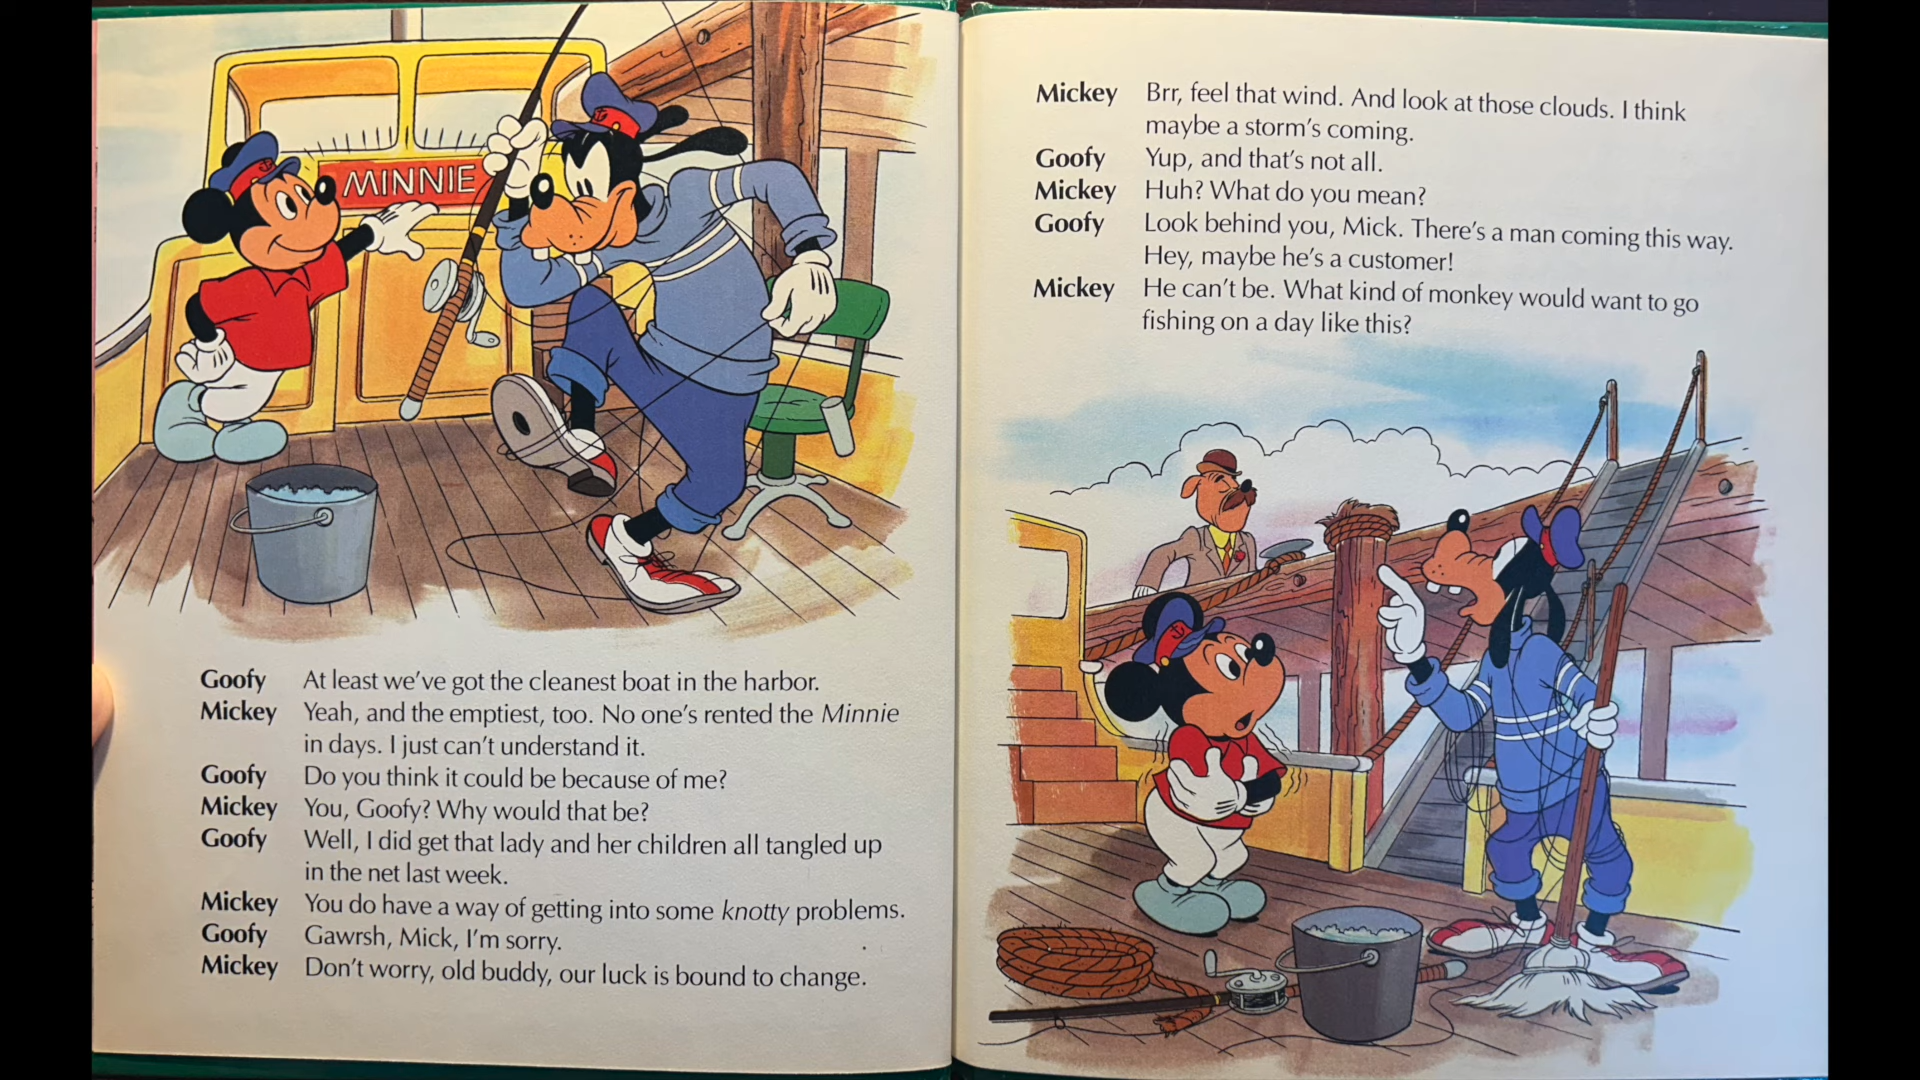 MINNIE
Goofy At least we've got the cleanest boat in the harbor.
Mickey Yeah, and the emptiest, too. No one's rented the Minnie
in days. I just can't understand it.
Goofy Do you think it could be because of me?
Mickey You, Goofy? Why would that be?
Goofy Well, I did get that lady and her children all tangled up
in the net last week.
Mickey You do have a way of getting into some knotty problems.
Goofy Gawrsh, Mick, I'm sorry.
Mickey Don't worry, old buddy, our luck is bound to change.
Mickey Brr, feel that wind. And look at those clouds. I think
maybe a storm's coming.
Goofy Yup, and that's not all.
Mickey Huh? What do you mean?
Goofy Look behind you, Mick. There's a man coming this way.
Hey, maybe he's a customer!
Mickey He can't be. What kind of monkey would want to go
fishing on a day like this?